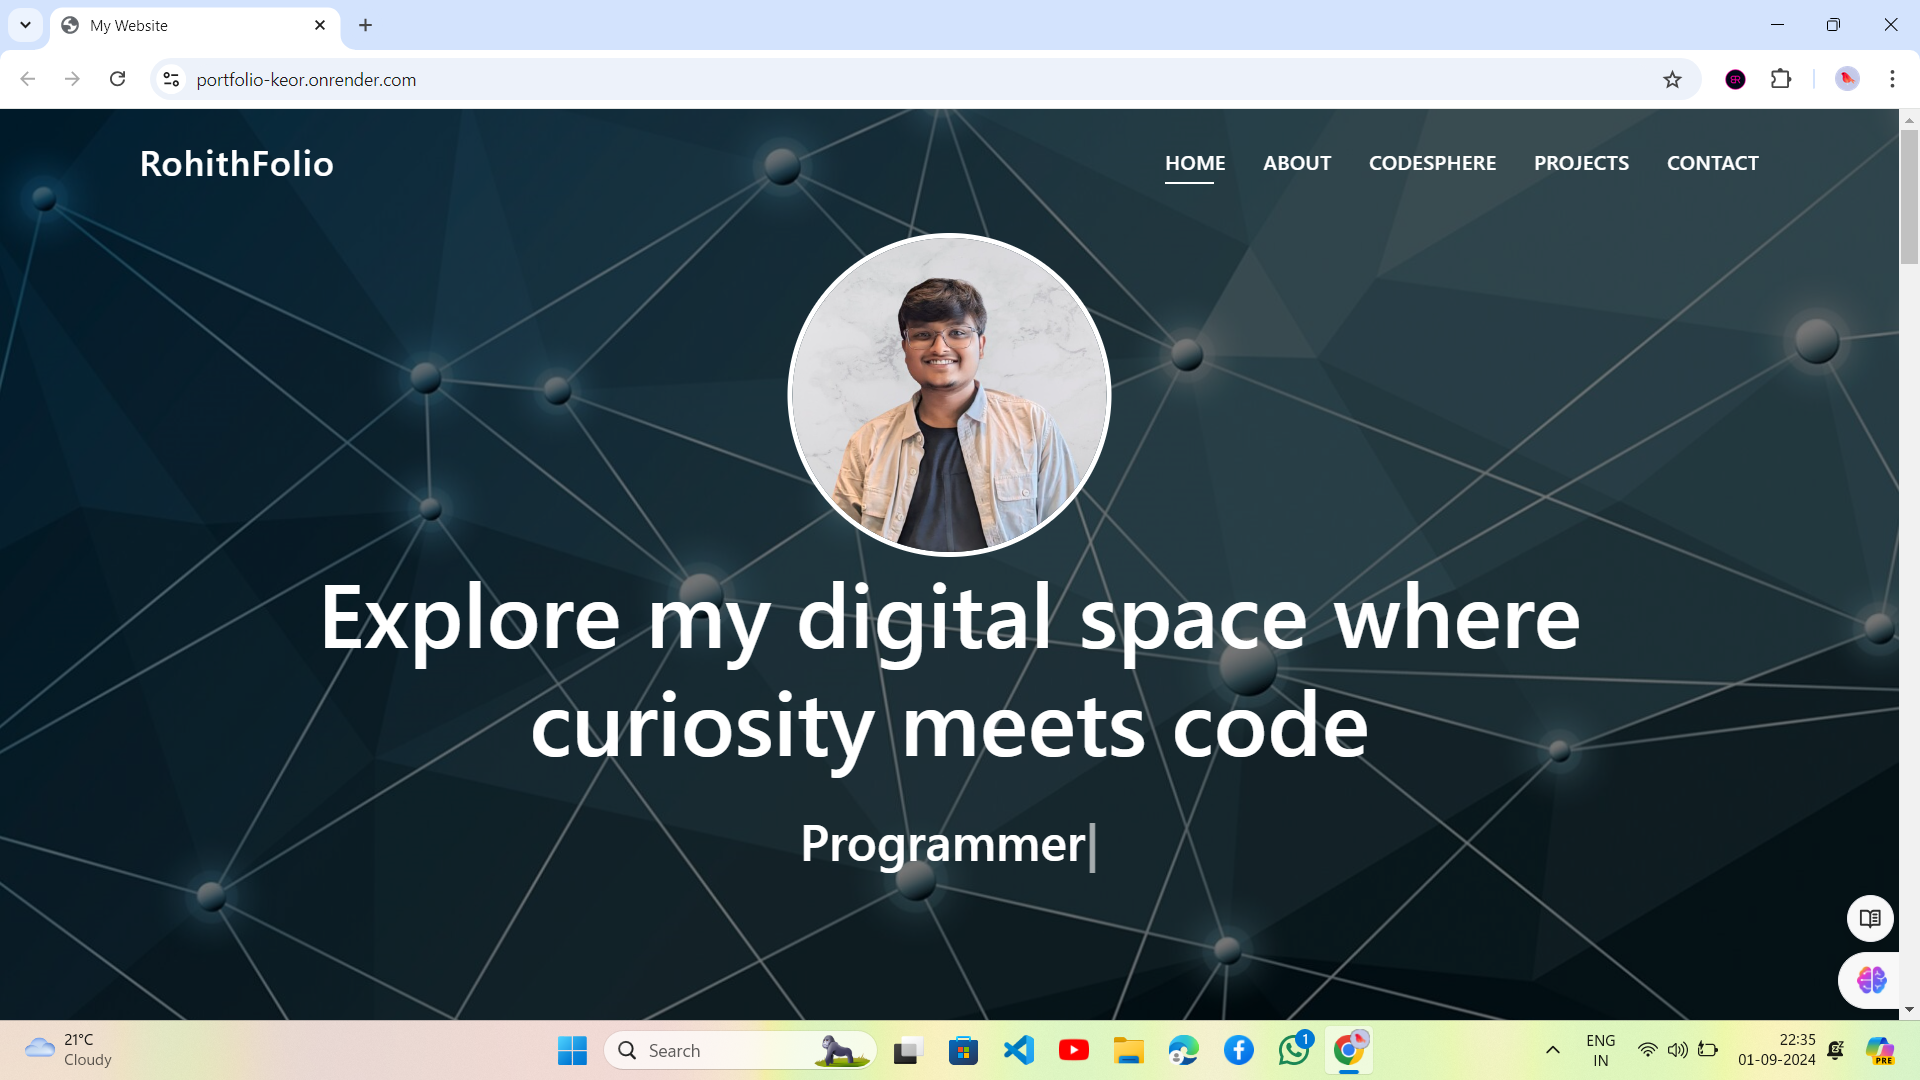 My Website
portfolio-keor.onrender.com
RohithFolio
HOME ABOUT CODESPHERE PROJECTS CONTACT
Explore my digital space where
curiosity meets code
Programmer
21°C
Cloudy
Search
1
ENG
IN
22:35
01-09-2024
PRE